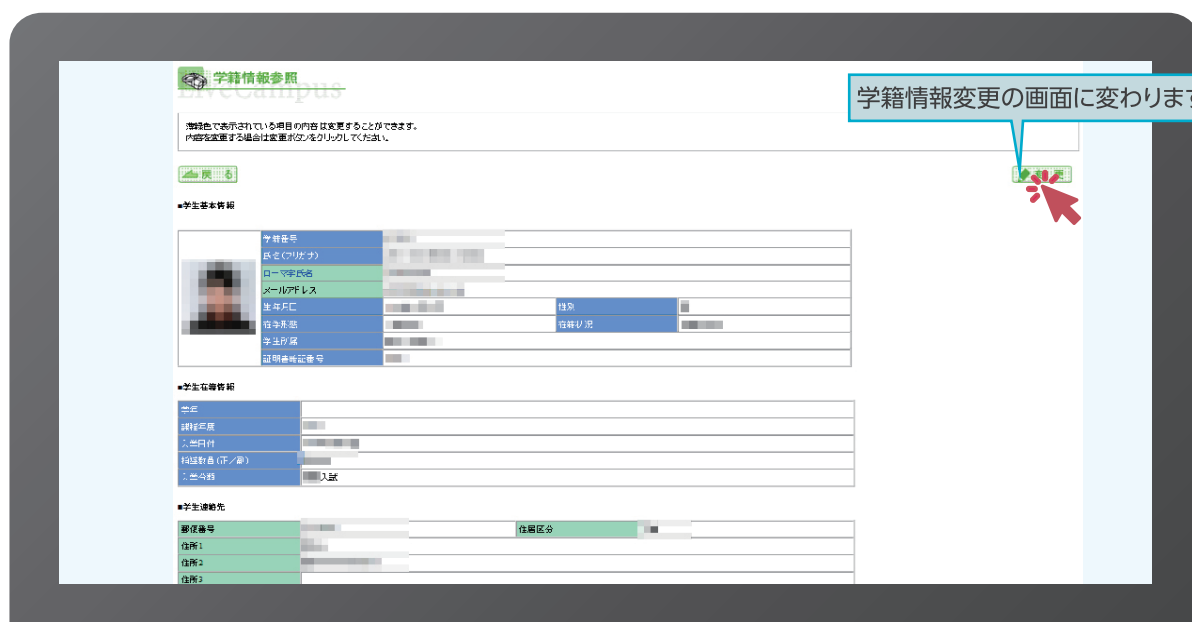 学籍情報参照
LiveCampus
学籍情報変更の画面に変わります
薄緑色で表示されている項目の内容は変更することができます。
内容を変更する場合は変更ボタンをクリックしてください。
戻る
■学生基本情報
学籍番号
氏名(フリガナ)
ローマ字氏名
メールアドレス
生年月日 性別
在学形態 在籍状況
学生所属
証明書暗証番号
■学生在籍情報
学年
課程年度
入学日付
担任教員(正/副)
入学分類 入試
■学生連絡先
郵便番号 住居区分
住所1
住所2
住所3